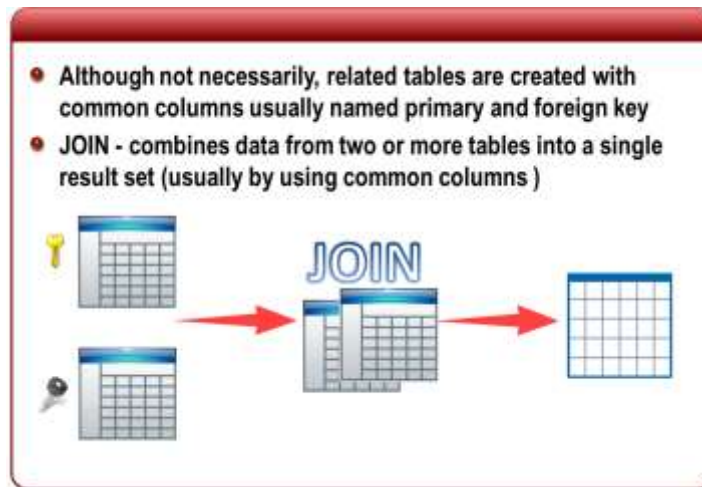 Although not necessarily, related tables are created with
common columns usually named primary and foreign key
JOIN - combines data from two or more tables into a single
result set (usually by using common columns )
JOIN